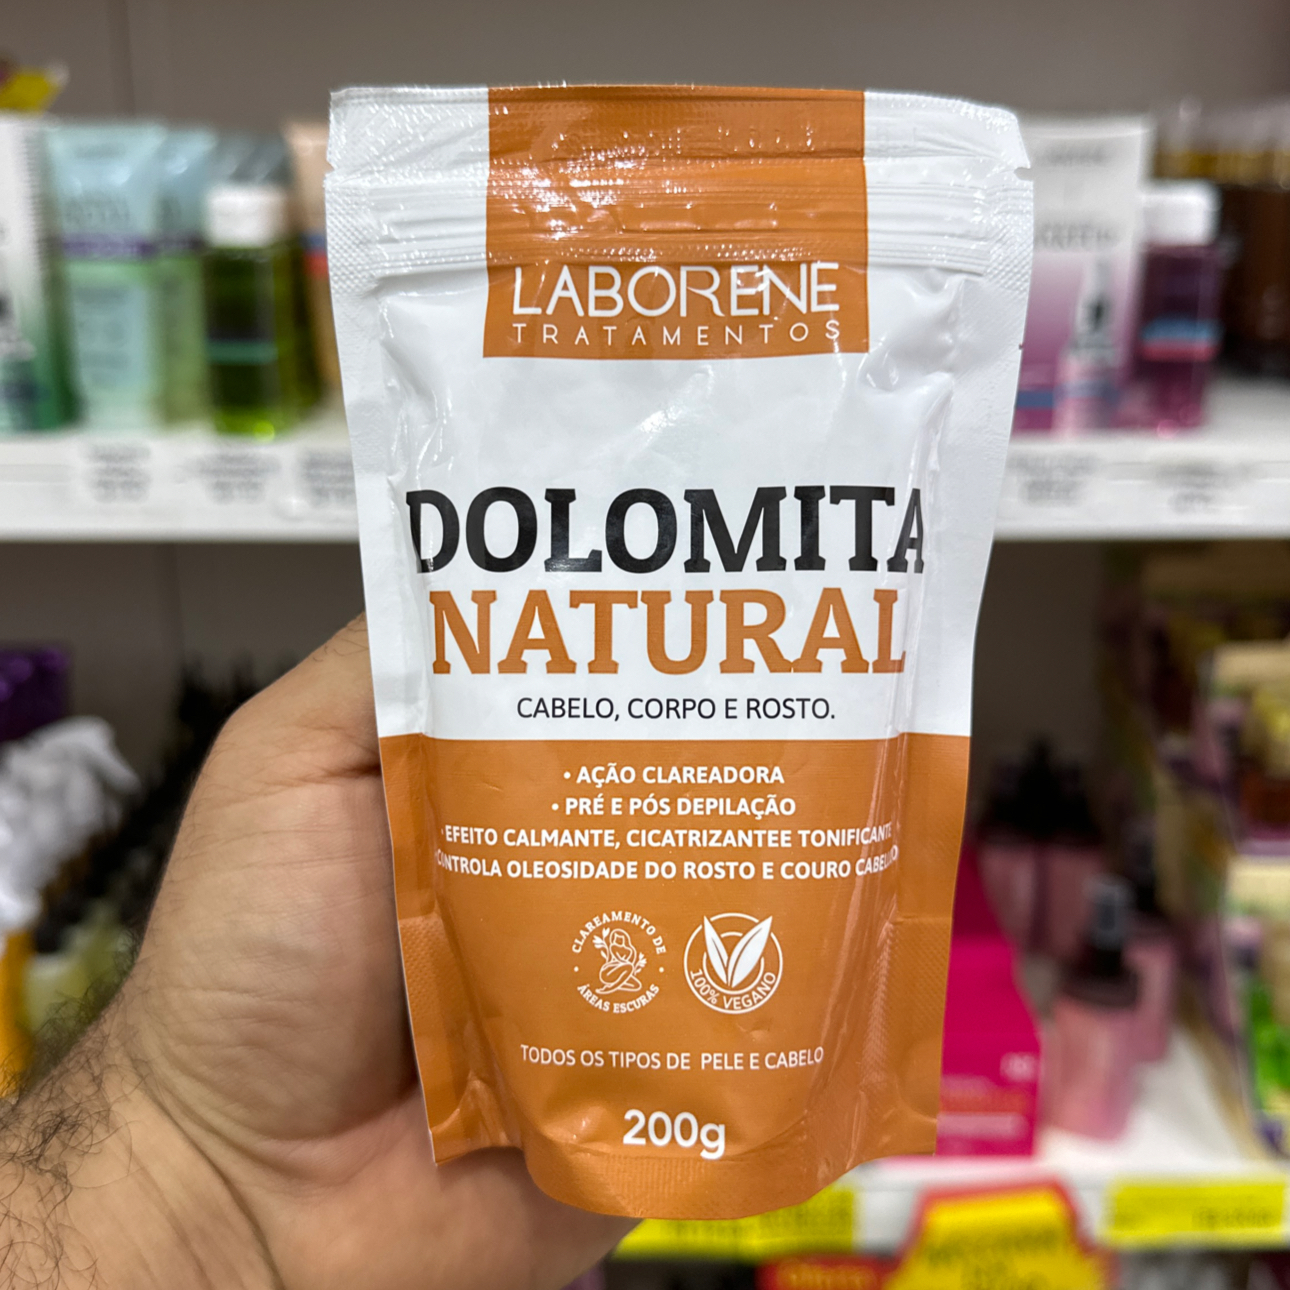 LABORENE
TRATAMENTOS
DOLOMITA
NATURAL
CABELO, CORPO E ROSTO.
• AÇÃO CLAREADORA
• PRÉ E PÓS DEPILAÇÃO
• EFEITO CALMANTE, CICATRIZANTEE TONIFICANTE
CONTROLA OLEOSIDADE DO ROSTO E COURO CABELUDO
CLAREAMENTO DE
• ÁREAS ESCURAS •
100% VEGANO
TODOS OS TIPOS DE PELE E CABELO
200g